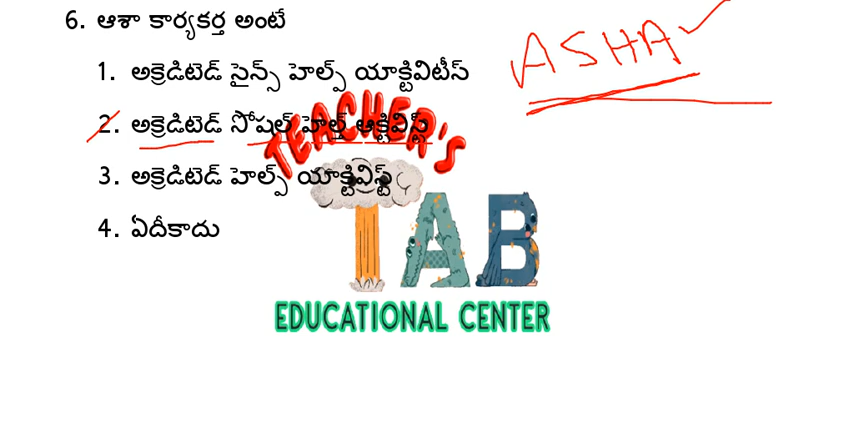 6. ఆశా కార్యకర్త అంటే
ASHA
1. అక్రెడిటెడ్ సైన్స్ హెల్ప్ యాక్టివిటీస్
2. అక్రెడిటెడ్ సోషల్ హెల్త్ ఆక్టివిస్ట్
3. అక్రెడిటెడ్ హెల్ప్ యాక్టివిస్ట్
4. ఏదీకాదు
TEACHER's
TAB
EDUCATIONAL CENTER